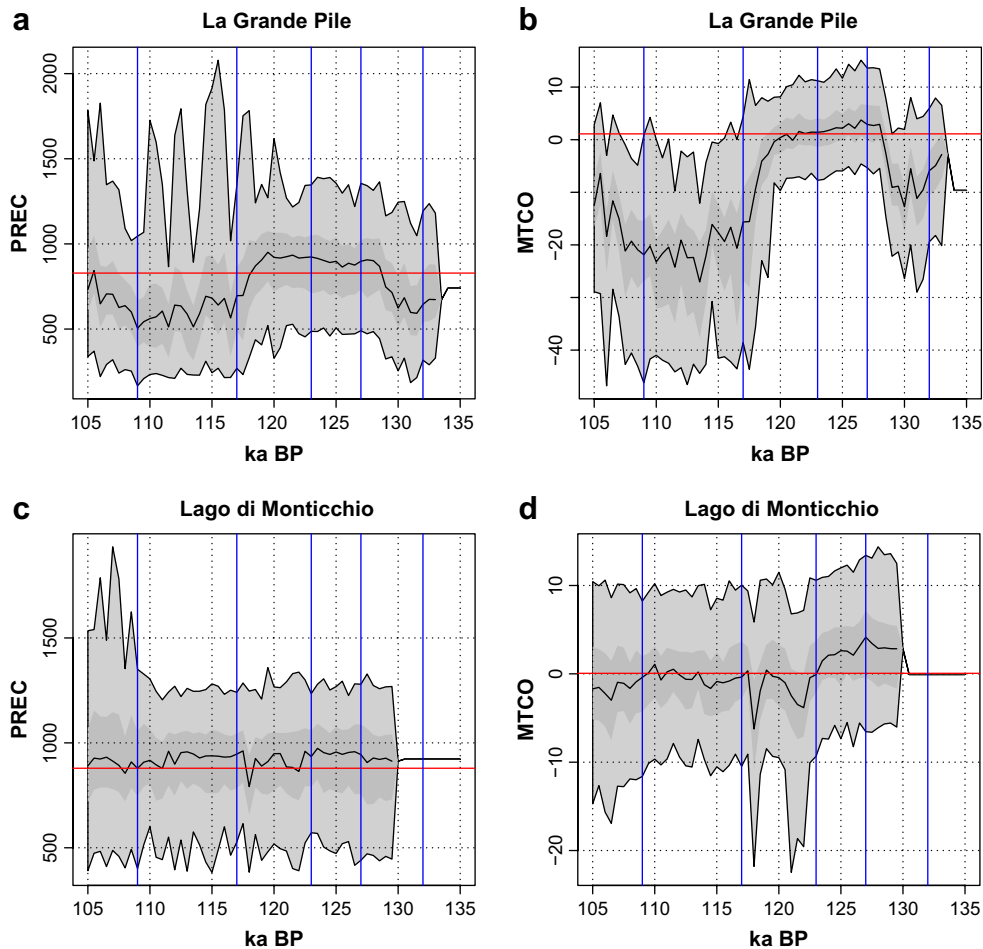 a
La Grande Pile
PREC
500 1000 1500 2000
105 110 115 120 125 130 135
ka BP
b
La Grande Pile
MTCO
−40 −20 0 10
105 110 115 120 125 130 135
ka BP
c
Lago di Monticchio
PREC
500 1000 1500
105 110 115 120 125 130 135
ka BP
d
Lago di Monticchio
MTCO
−20 −10 0 10
105 110 115 120 125 130 135
ka BP